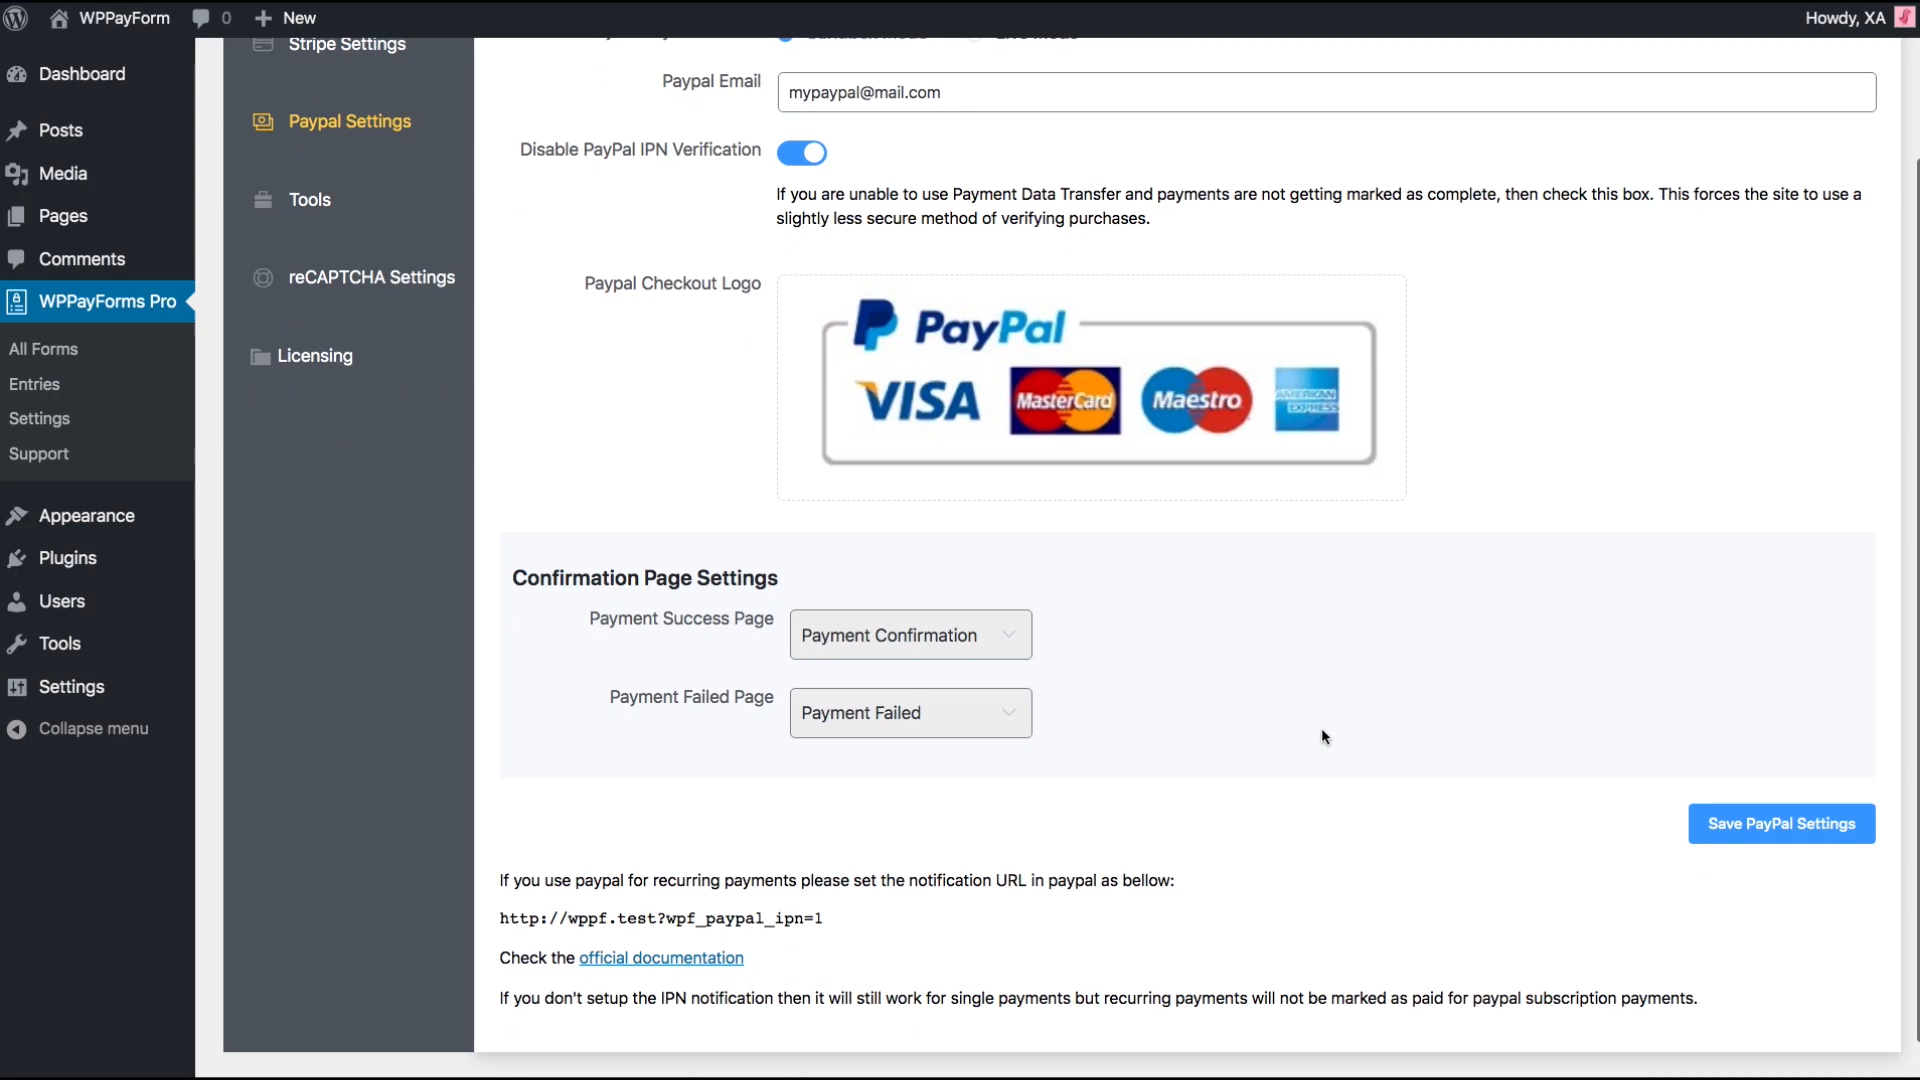 WPPayForm
0
New
Howdy, XA
Dashboard
Posts
Media
Pages
Comments
WPPayForms Pro
All Forms
Entries
Settings
Support
Appearance
Plugins
Users
Tools
Settings
Collapse menu
Stripe Settings
Paypal Settings
Tools
reCAPTCHA Settings
Licensing
Paypal Email
mypaypal@mail.com
Disable PayPal IPN Verification
If you are unable to use Payment Data Transfer and payments are not getting marked as complete, then check this box. This forces the site to use a
slightly less secure method of verifying purchases.
Paypal Checkout Logo
PayPal
VISA
MasterCard
Maestro
AMERICAN
EXPRESS
Confirmation Page Settings
Payment Success Page
Payment Confirmation
Payment Failed Page
Payment Failed
Save PayPal Settings
If you use paypal for recurring payments please set the notification URL in paypal as bellow:
http://wppf.test?wpf_paypal_ipn=1
Check the official documentation
If you don't setup the IPN notification then it will still work for single payments but recurring payments will not be marked as paid for paypal subscription payments.